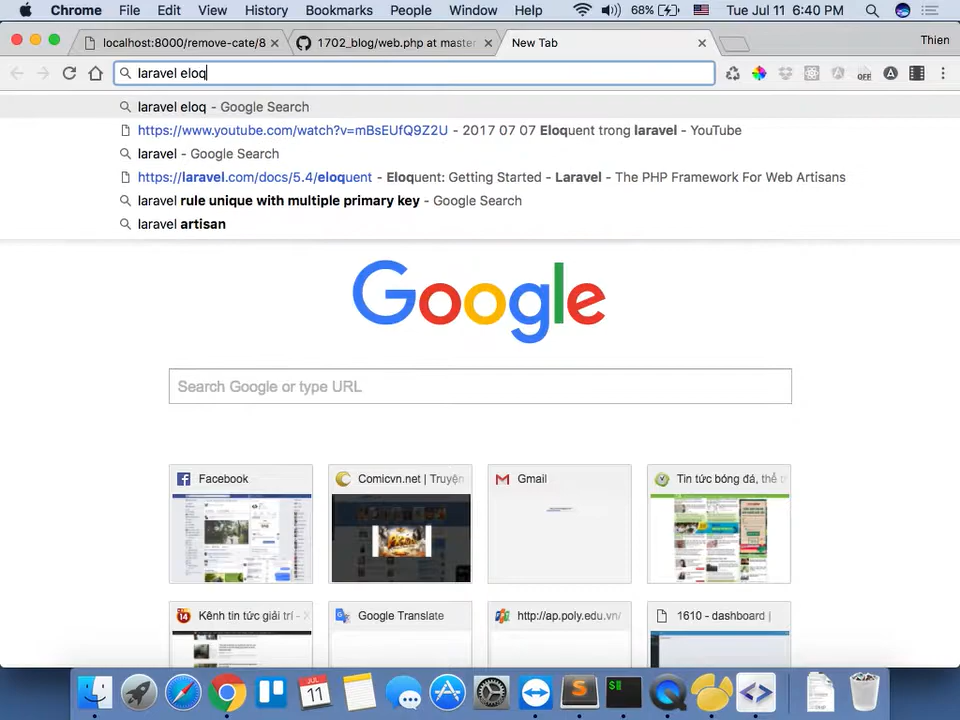 Chrome File Edit View History Bookmarks People Window Help 68% Tue Jul 11 6:40 PM
localhost:8000/remove-cate/8 1702_blog/web.php at master New Tab Thien
laravel eloq
OFF
laravel eloq - Google Search
https://www.youtube.com/watch?v=mBsEUfQ9Z2U - 2017 07 07 Eloquent trong laravel - YouTube
laravel - Google Search
https://laravel.com/docs/5.4/eloquent - Eloquent: Getting Started - Laravel - The PHP Framework For Web Artisans
laravel rule unique with multiple primary key - Google Search
laravel artisan
Google
Search Google or type URL
Facebook Comicvn.net | Truyện Gmail Tin tức bóng đá, thể
Kênh tin tức giải trí - Google Translate http://ap.poly.edu.vn/ 1610 - dashboard |
JUL
11